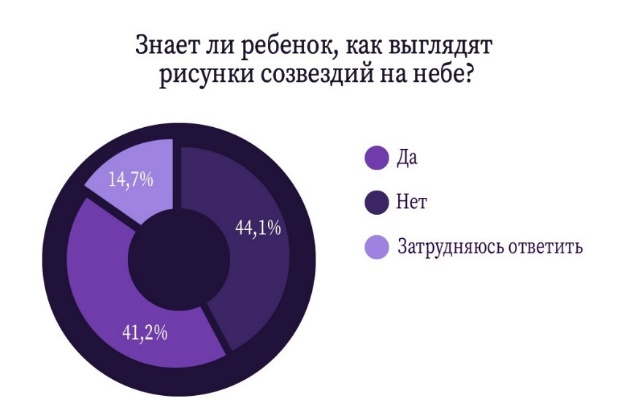 Знает ли ребенок, как выглядят
рисунки созвездий на небе?
14,7%
44,1%
41,2%
Да
Нет
Затрудняюсь ответить